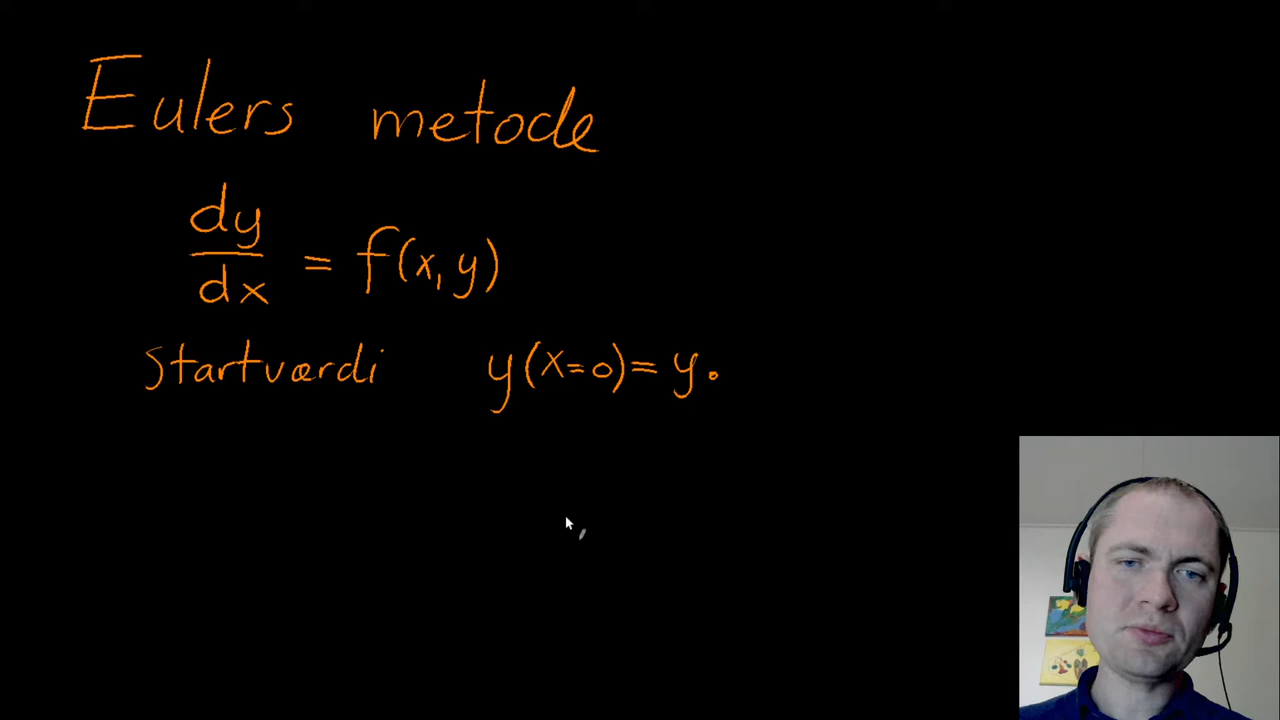 Eulers metode
dy/dx = f(x,y)
Startværdi y(x=0)=y₀